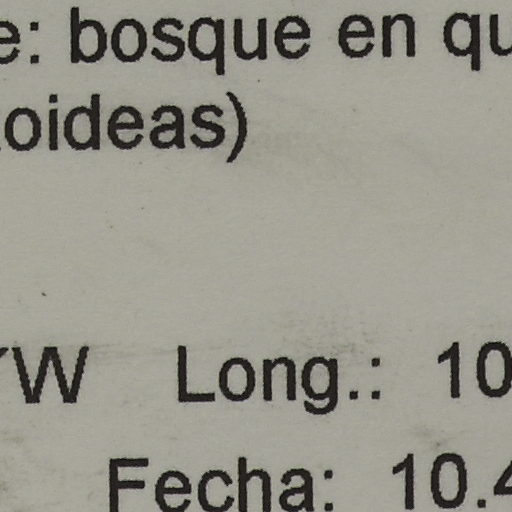 e: bosque en qu
oideas)
W Long.: 10
Fecha: 10.4